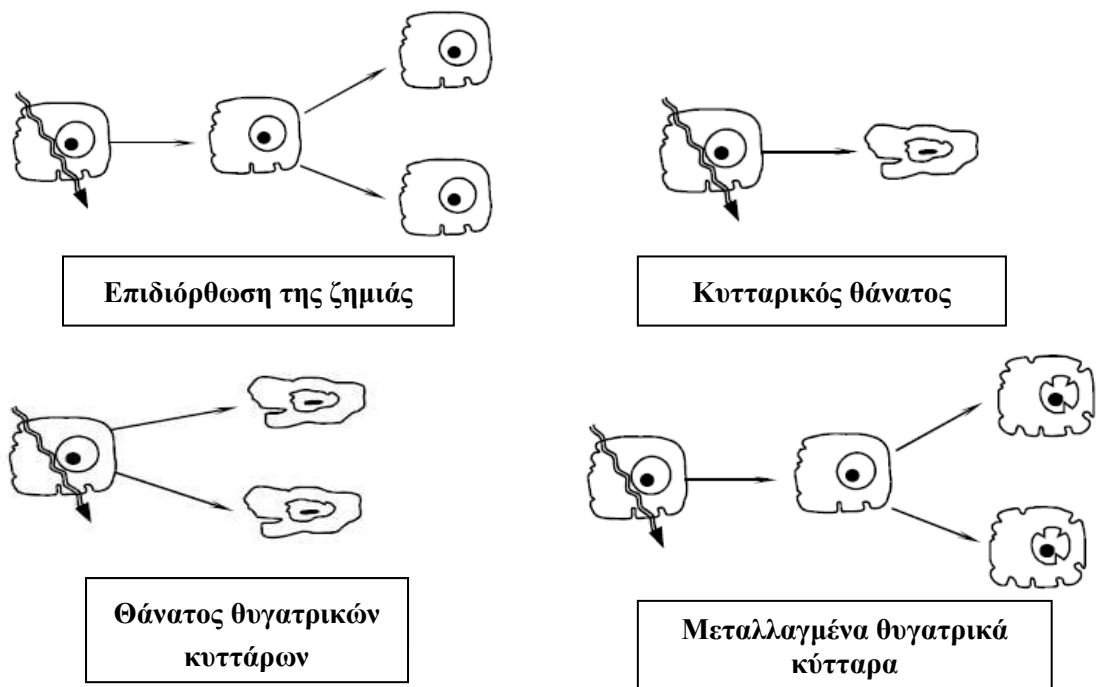 Επιδιόρθωση της ζημιάς
Κυτταρικός θάνατος
Θάνατος θυγατρικών
κυττάρων
Μεταλλαγμένα θυγατρικά
κύτταρα